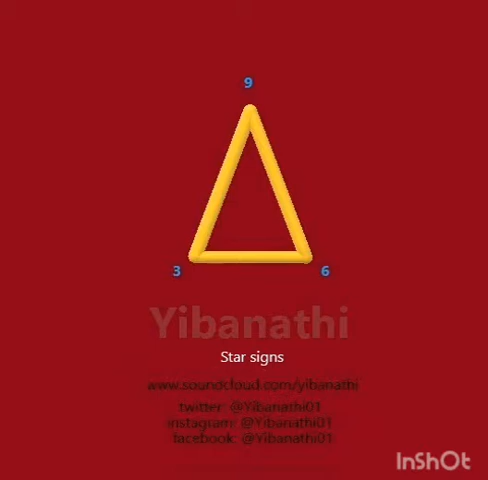 9
3
6
Yibanathi
Star signs
www.soundcloud.com/yibanathi
twitter: @Yibanathi01
instagram: @Yibanathi01
facebook: @Yibanathi01
InShOt